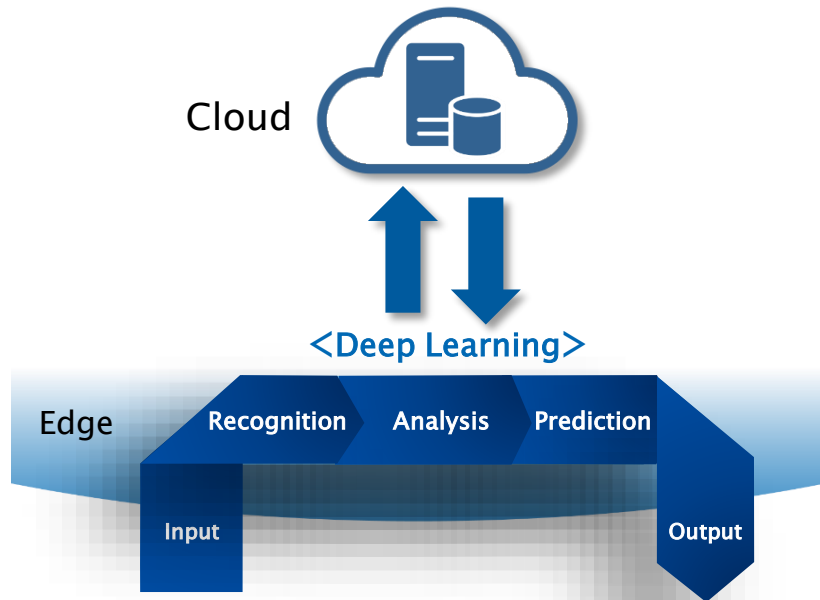 Cloud
<Deep Learning>
Edge
Recognition
Analysis
Prediction
Input
Output